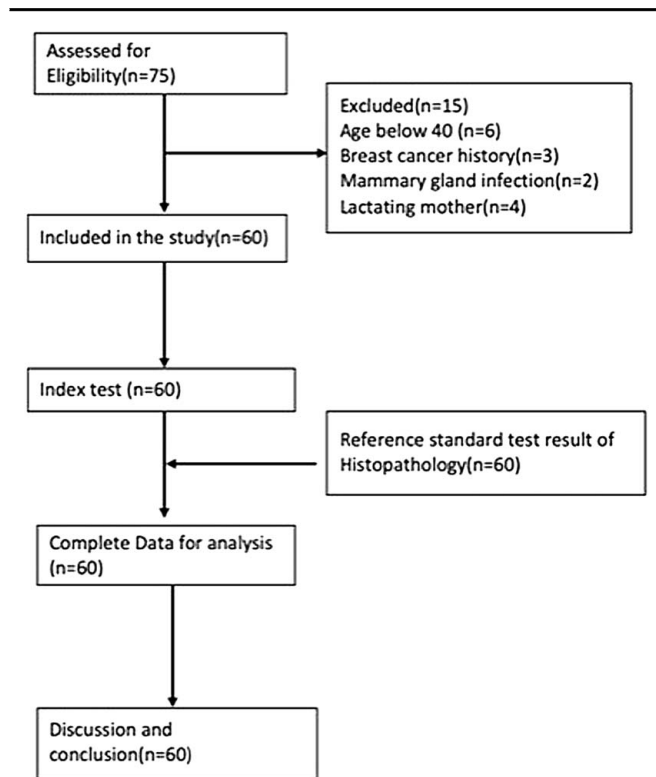 Assessed for
Eligibility(n=75)
Excluded(n=15)
Age below 40 (n=6)
Breast cancer history(n=3)
Mammary gland infection(n=2)
Lactating mother(n=4)
Included in the study(n=60)
Index test (n=60)
Reference standard test result of
Histopathology(n=60)
Complete Data for analysis
(n=60)
Discussion and
conclusion(n=60)